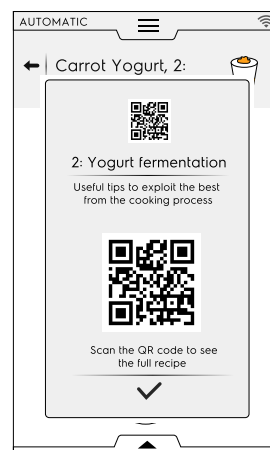 AUTOMATIC
Carrot Yogurt, 2:
2: Yogurt fermentation
Useful tips to exploit the best
from the cooking process
Scan the QR code to see
the full recipe